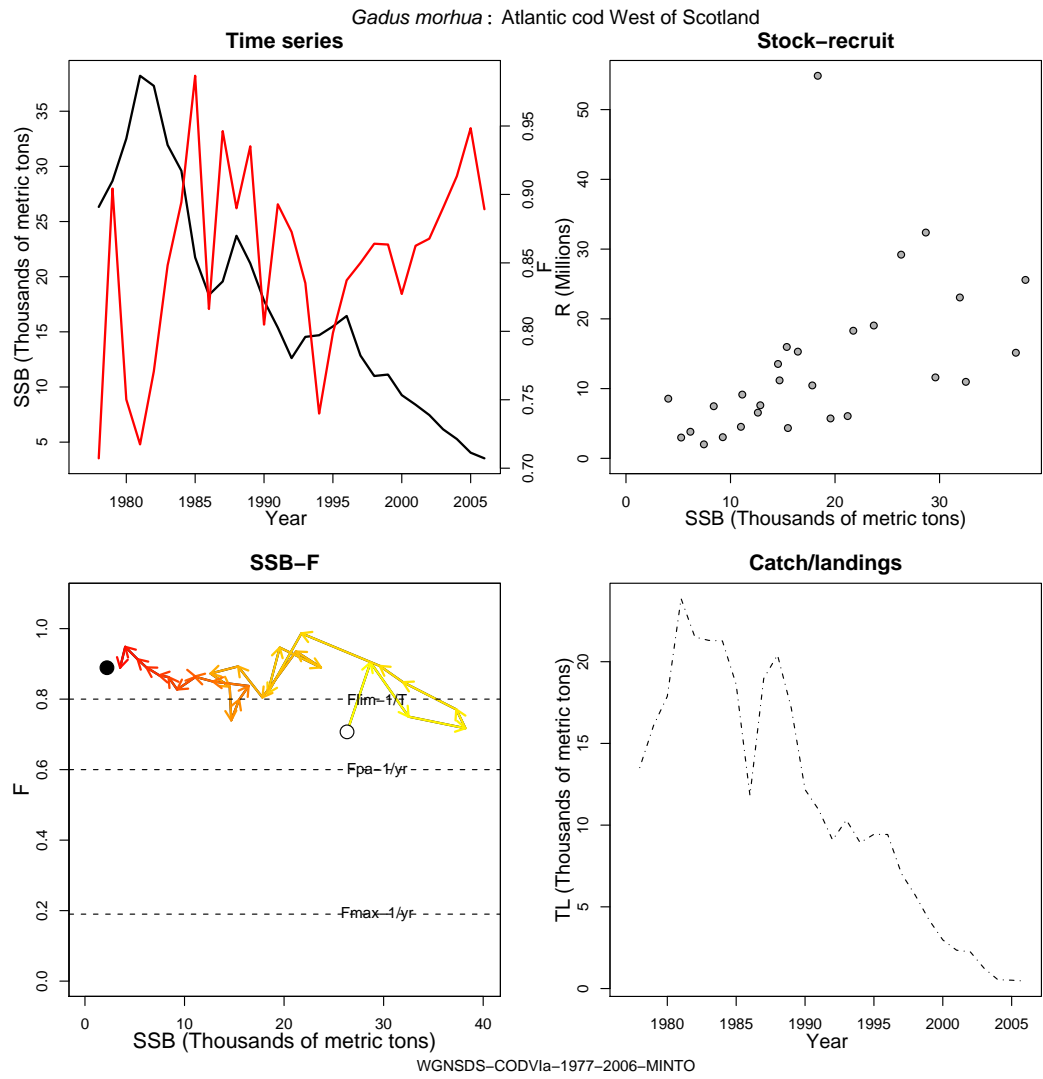 Gadus morhua : Atlantic cod West of Scotland
Time series
SSB (Thousands of metric tons)
5 10 15 20 25 30 35
0.70 0.75 0.80 0.85 0.90 0.95
F
1980 1985 1990 1995 2000 2005
Year
Stock−recruit
R (Millions)
0 10 20 30 40 50
0 10 20 30
SSB (Thousands of metric tons)
SSB−F
F
0.0 0.2 0.4 0.6 0.8 1.0
Flim−1/T
Fpa−1/yr
Fmax−1/yr
0 10 20 30 40
SSB (Thousands of metric tons)
Catch/landings
TL (Thousands of metric tons)
0 5 10 15 20
1980 1985 1990 1995 2000 2005
Year
WGNSDS−CODVIa−1977−2006−MINTO